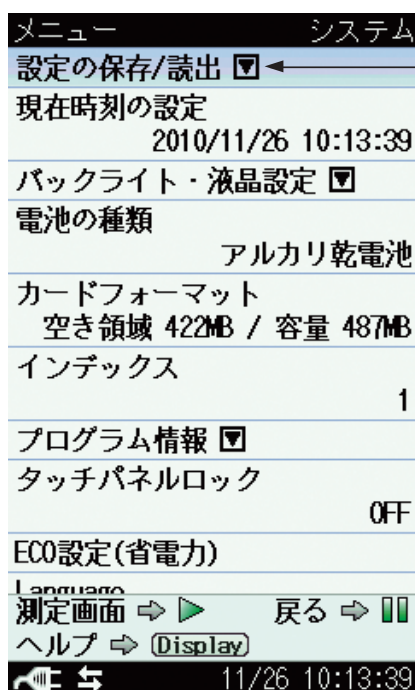 メニュー システム
設定の保存/読出 ▼
現在時刻の設定
2010/11/26 10:13:39
バックライト・液晶設定 ▼
電池の種類
アルカリ乾電池
カードフォーマット
空き領域 422MB / 容量 487MB
インデックス
1
プログラム情報 ▼
タッチパネルロック
OFF
ECO設定(省電力)
Language
測定画面 ⇨ ▶ 戻る ⇨ ▯▯
ヘルプ ⇨ (Display)
11/26 10:13:39